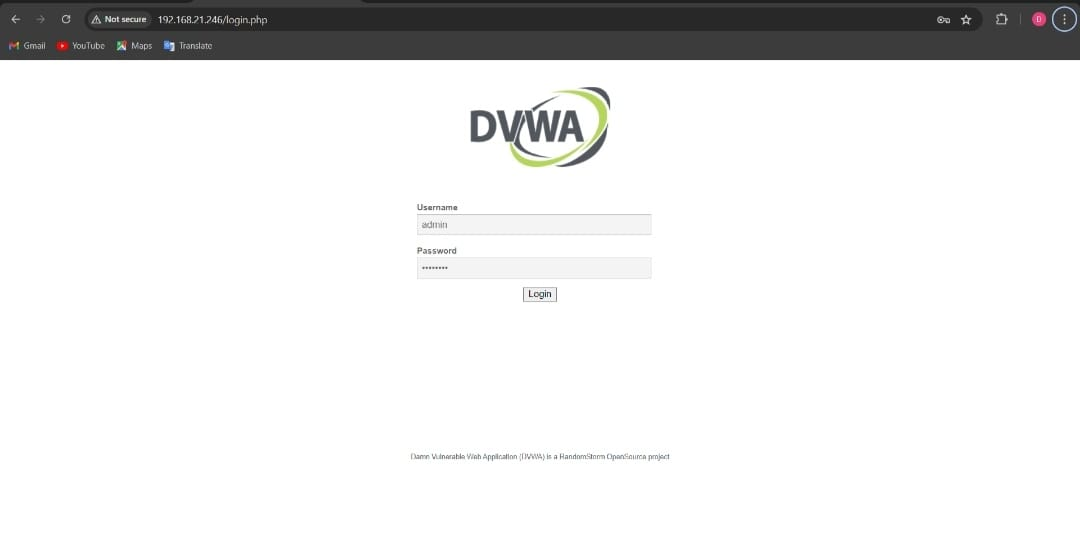 Not secure 192.168.21.246/login.php
D
Gmail YouTube Maps Translate
DVWA
Username
admin
Password
••••••••
Login
Damn Vulnerable Web Application (DVWA) is a RandomStorm OpenSource project